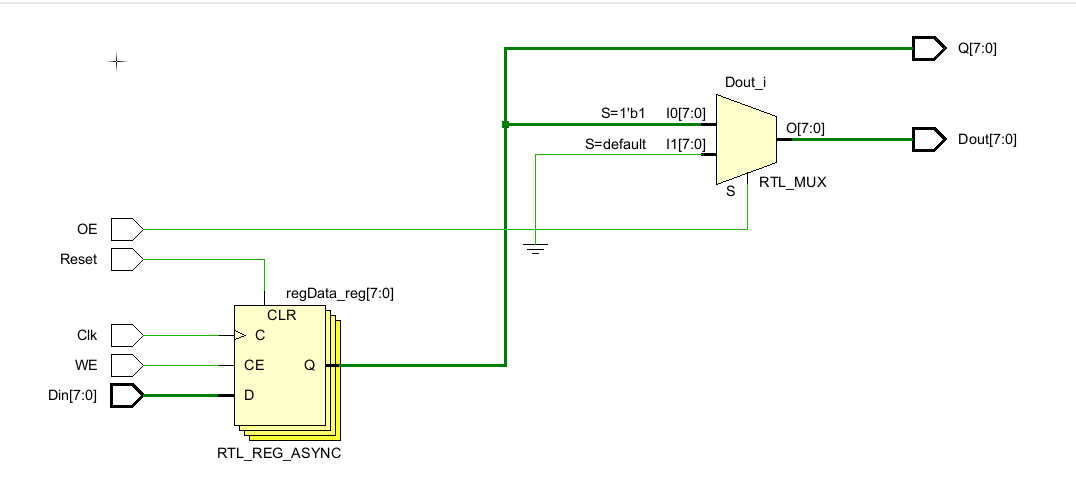 Q[7:0]
Dout_i
S=1'b1 I0[7:0]
O[7:0]
Dout[7:0]
S=default I1[7:0]
RTL_MUX
S
OE
Reset
regData_reg[7:0]
CLR
Clk
C
WE
CE Q
Din[7:0]
D
RTL_REG_ASYNC